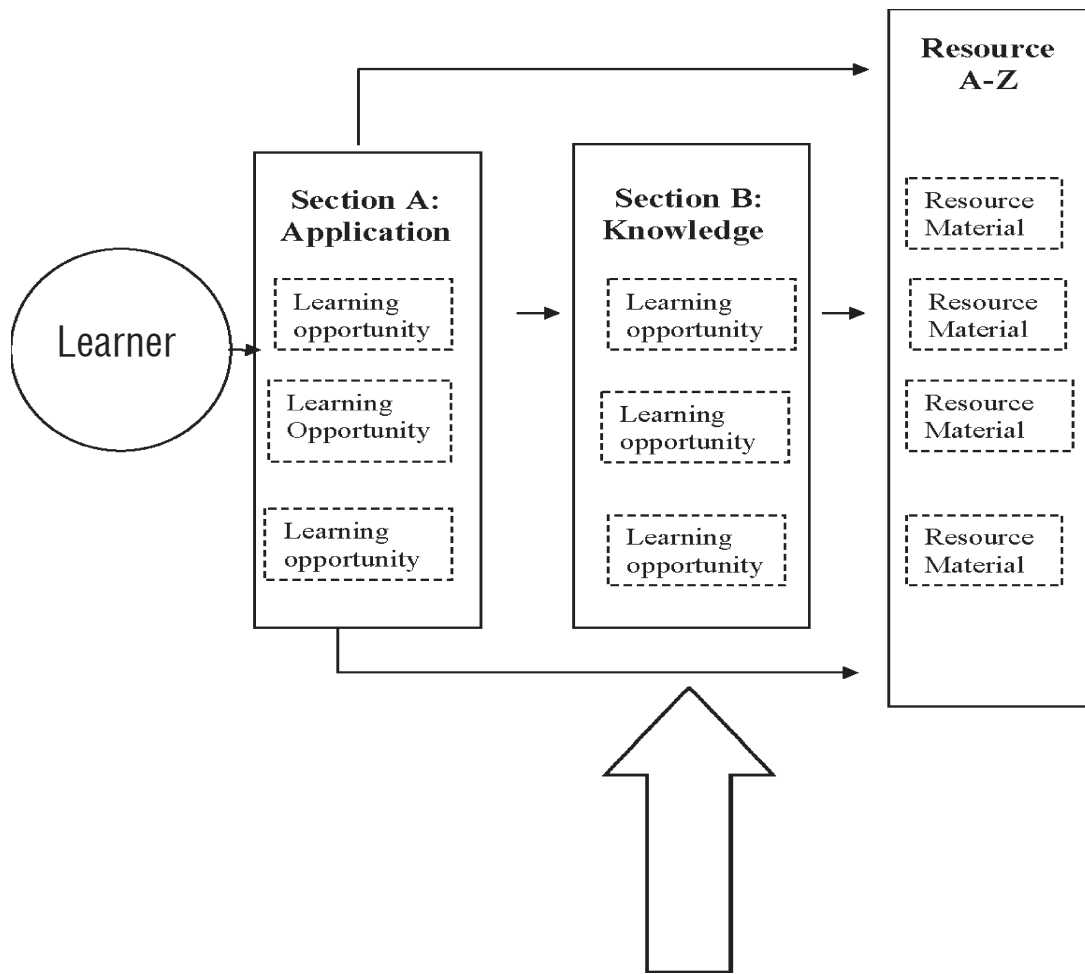 Learner
Section A:
Application
Learning
opportunity
Learning
Opportunity
Learning
opportunity
Section B:
Knowledge
Learning
opportunity
Learning
opportunity
Learning
opportunity
Resource
A-Z
Resource
Material
Resource
Material
Resource
Material
Resource
Material